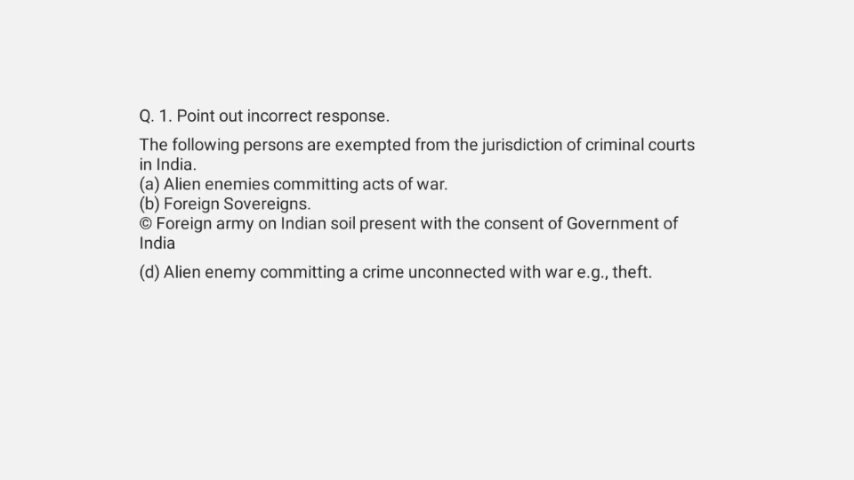 Q. 1. Point out incorrect response.
The following persons are exempted from the jurisdiction of criminal courts
in India.
(a) Alien enemies committing acts of war.
(b) Foreign Sovereigns.
© Foreign army on Indian soil present with the consent of Government of
India
(d) Alien enemy committing a crime unconnected with war e.g., theft.